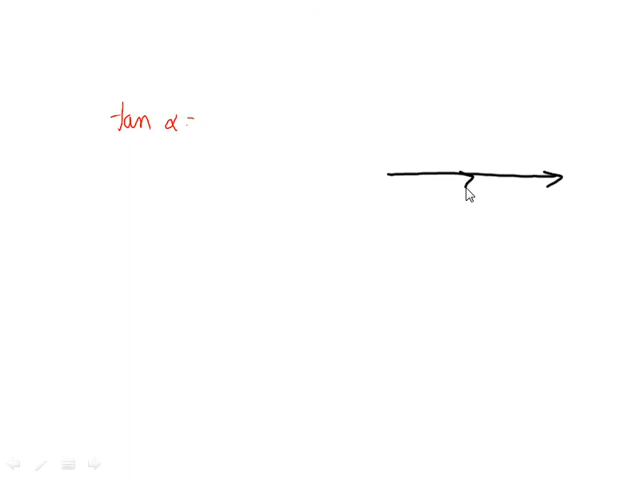 tan α =